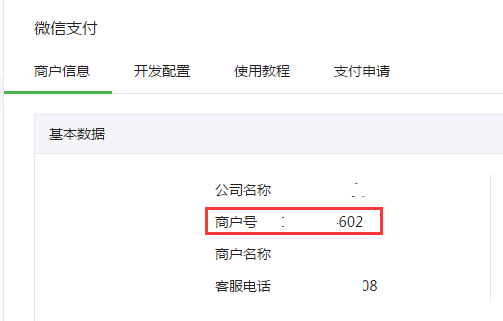 微信支付
商户信息 开发配置 使用教程 支付申请
基本数据
公司名称
商户号 602
商户名称
客服电话 08